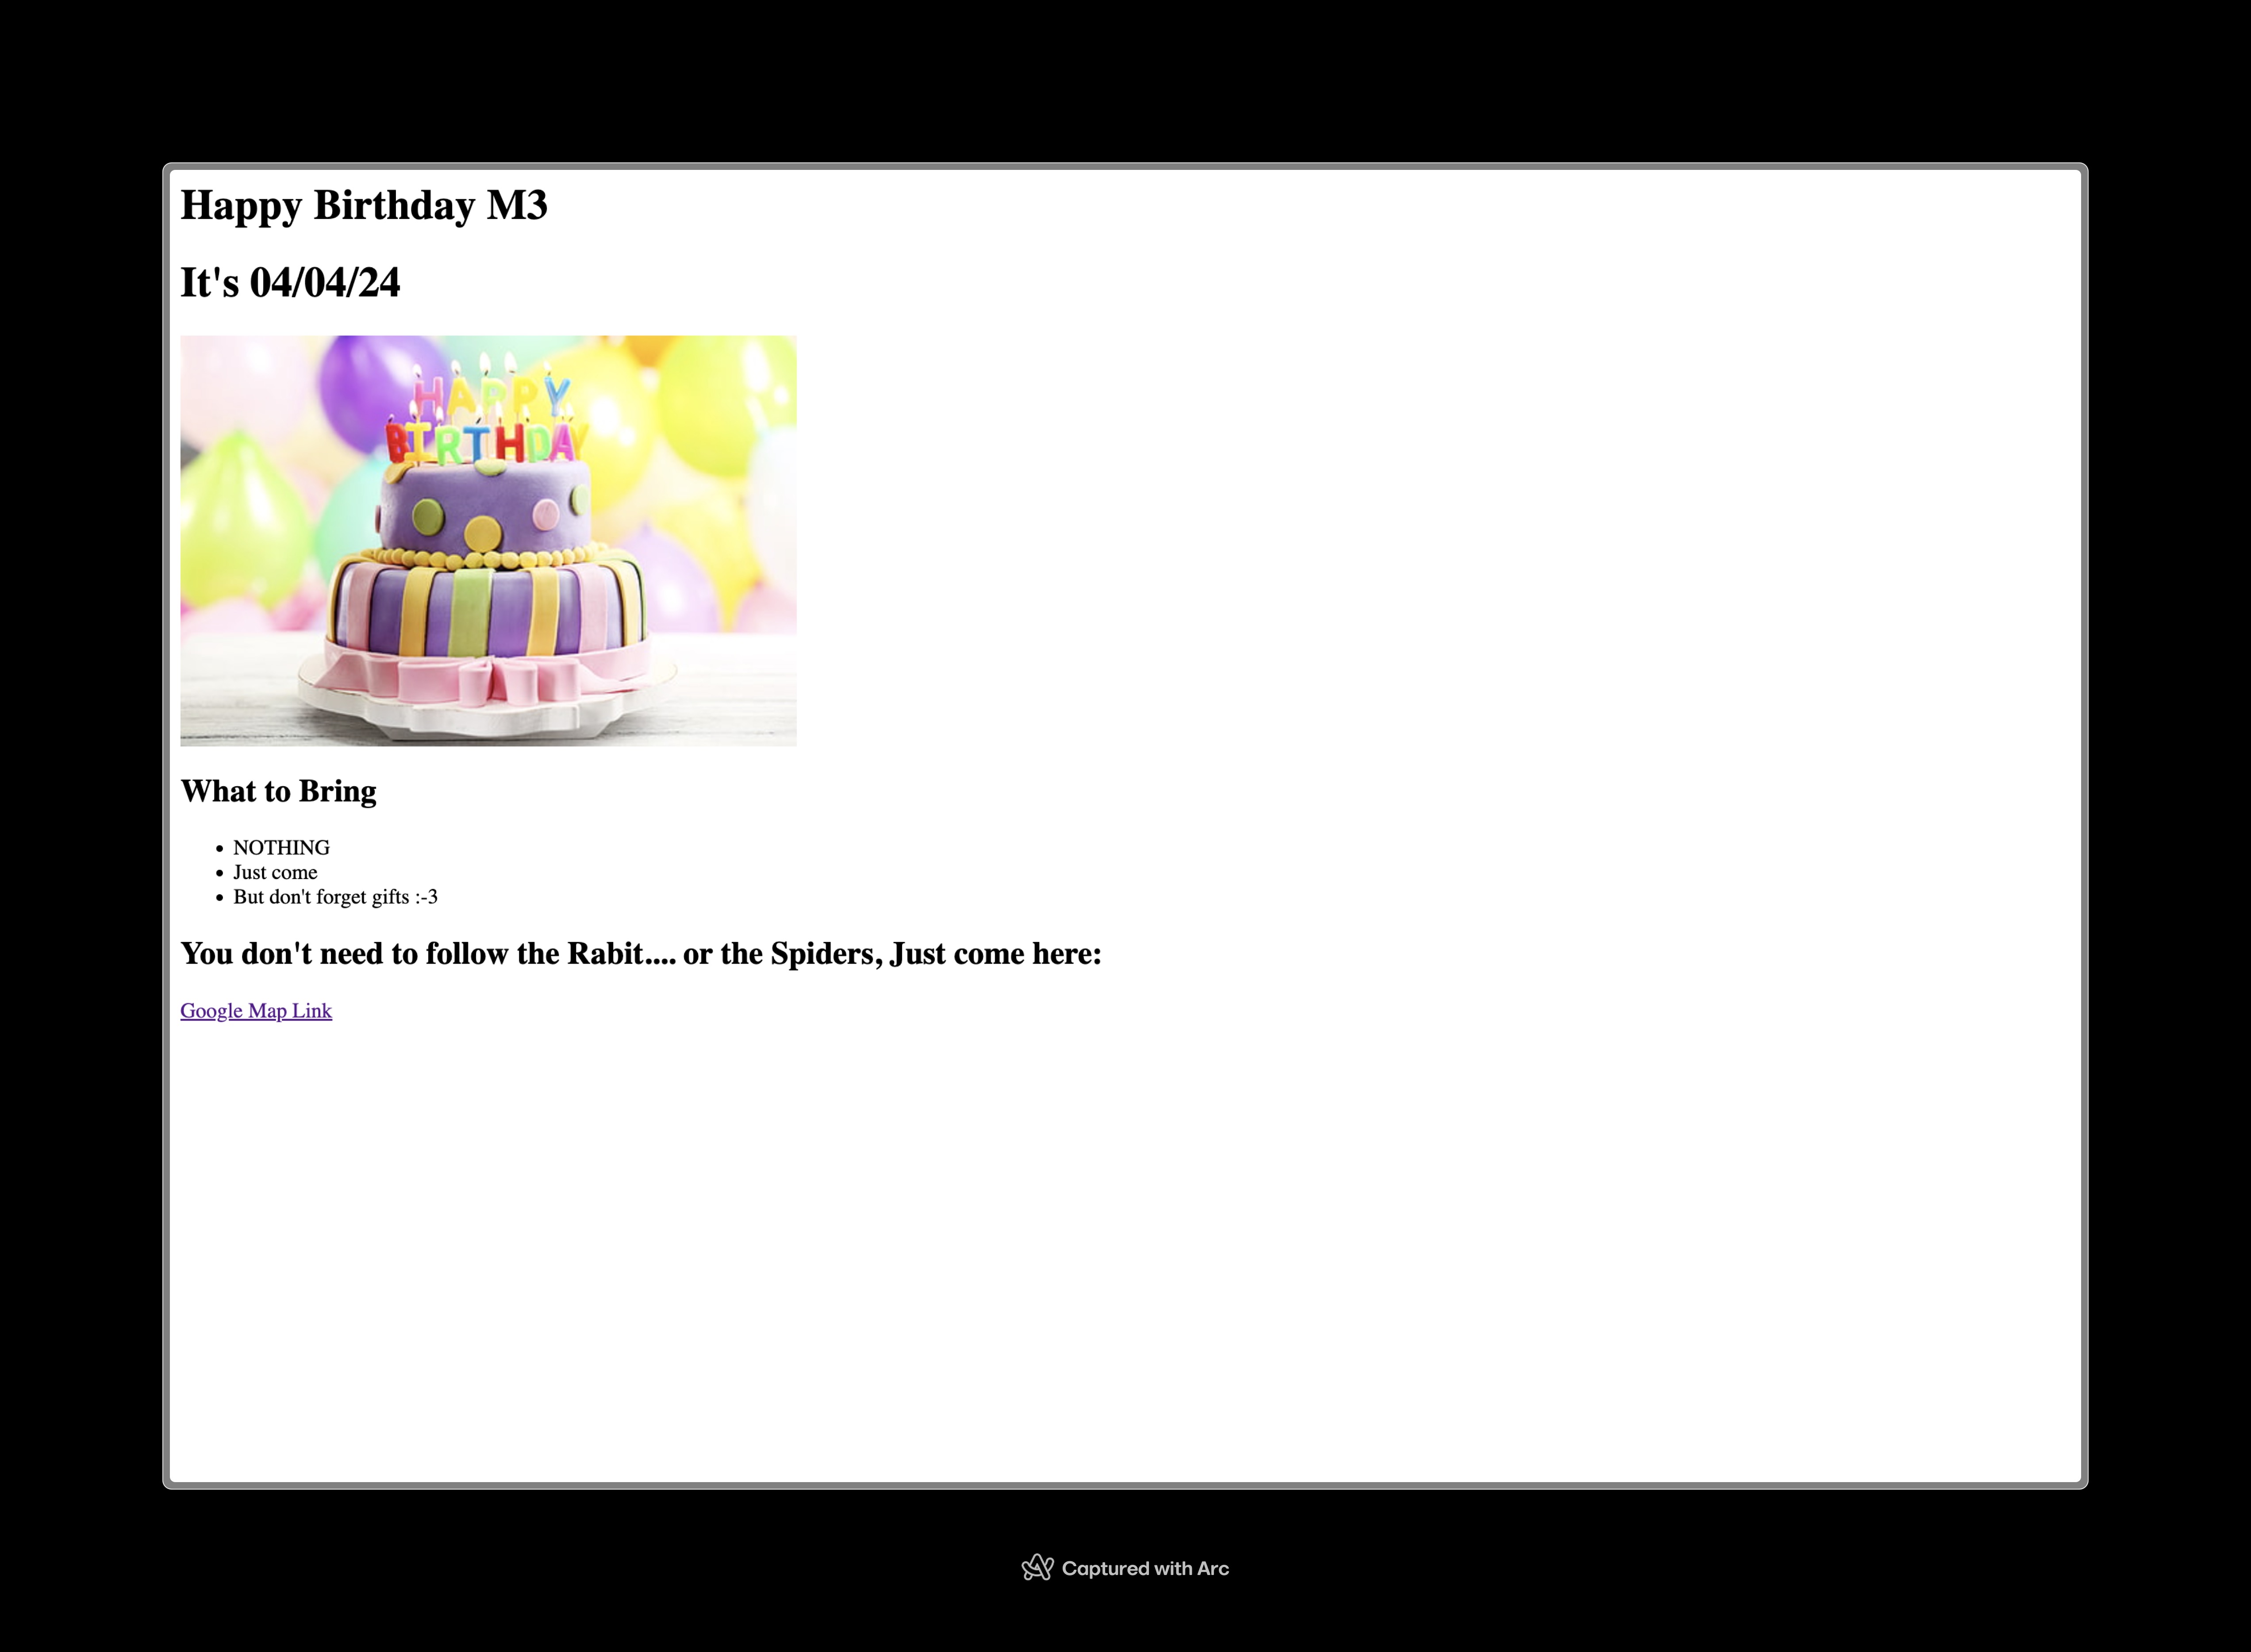 Happy Birthday M3
It's 04/04/24
HAPPY
BIRTHDAY
What to Bring
NOTHING
Just come
But don't forget gifts :-3
You don't need to follow the Rabit.... or the Spiders, Just come here:
Google Map Link
Captured with Arc